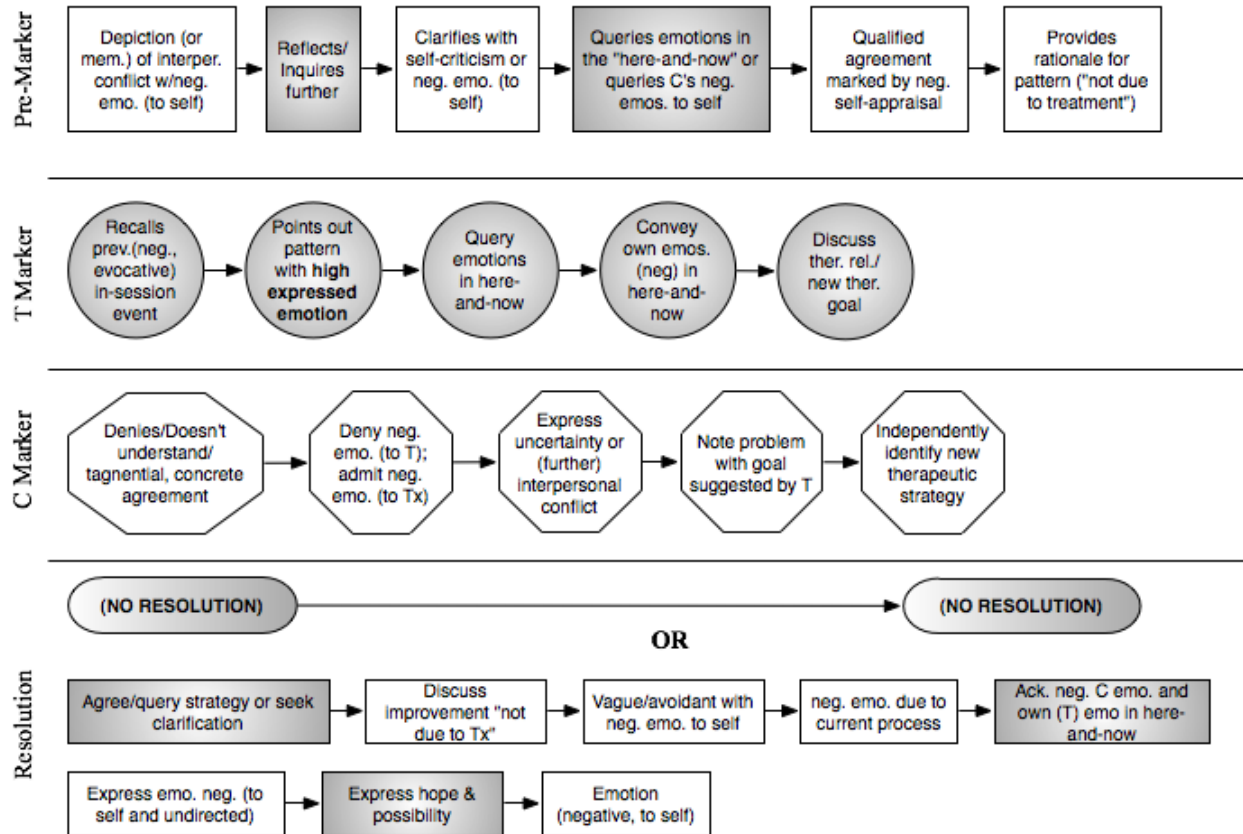 Pre-Marker
Depiction (or
mem.) of interper.
conflict w/neg.
emo. (to self)
Reflects/
Inquires
further
Clarifies with
self-criticism or
neg. emo. (to
self)
Queries emotions in
the "here-and-now" or
queries C's neg.
emos. to self
Qualified
agreement
marked by neg.
self-appraisal
Provides
rationale for
pattern ("not
due to
treatment")
T Marker
Recalls
prev.(neg.,
evocative)
in-session
event
Points out
pattern
with high
expressed
emotion
Query
emotions
in here-
and-now
Convey
own emos.
(neg) in
here-and-
now
Discuss
ther. rel./
new ther.
goal
C Marker
Denies/Doesn't
understand/
tagnential, concrete
agreement
Deny neg.
emo. (to T);
admit neg.
emo. (to Tx)
Express
uncertainty or
(further)
interpersonal
conflict
Note problem
with goal
suggested by T
Independently
identify new
therapeutic
strategy
Resolution
(NO RESOLUTION)
(NO RESOLUTION)
OR
Agree/query strategy or seek
clarification
Discuss
improvement "not
due to Tx"
Vague/avoidant with
neg. emo. to self
neg. emo. due to
current process
Ack. neg. C emo. and
own (T) emo in here-
and-now
Express emo. neg. (to
self and undirected)
Express hope &
possibility
Emotion
(negative, to self)